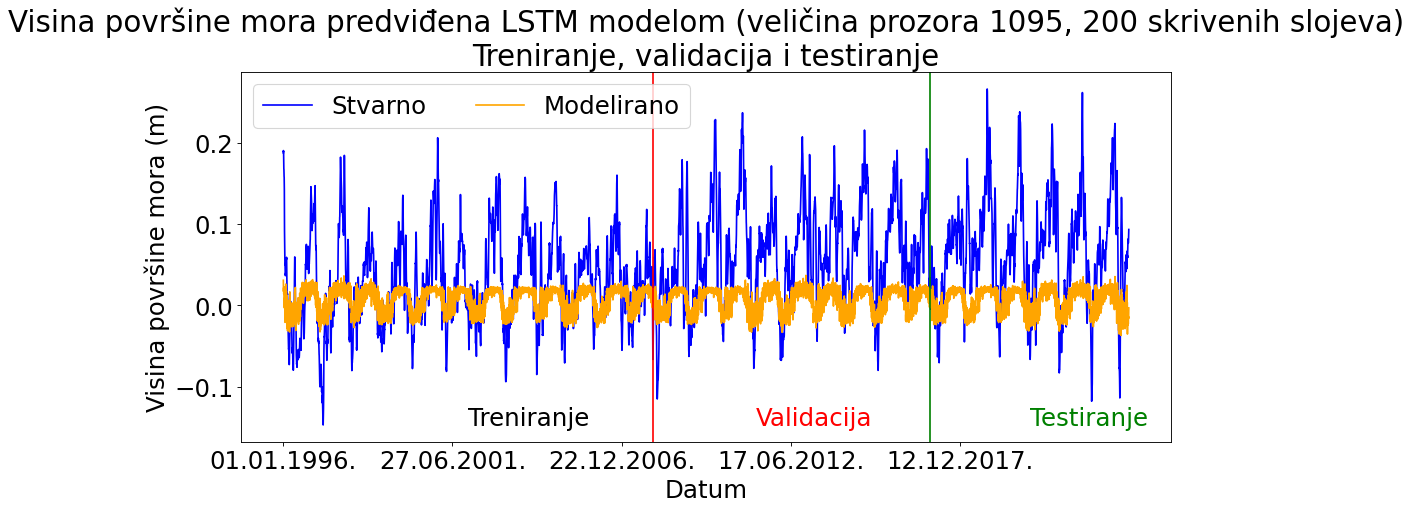 Visina površine mora predviđena LSTM modelom (veličina prozora 1095, 200 skrivenih slojeva)
Treniranje, validacija i testiranje
Stvarno
Modelirano
Visina površine mora (m)
0.2
0.1
0.0
−0.1
Treniranje
Validacija
Testiranje
01.01.1996.
27.06.2001.
22.12.2006.
17.06.2012.
12.12.2017.
Datum